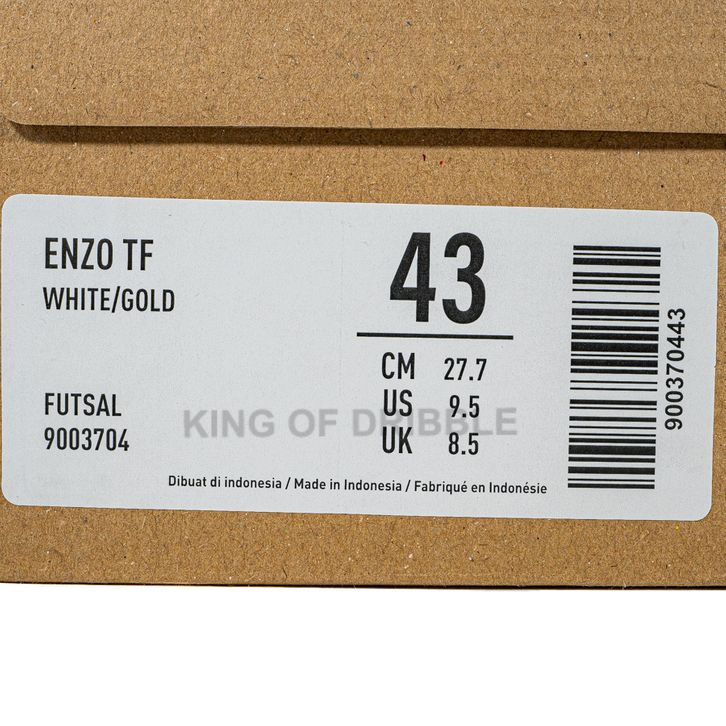 ENZO TF
WHITE/GOLD
FUTSAL
9003704
43
CM 27.7
US 9.5
UK 8.5
KING OF DRIBBLE
Dibuat di indonesia / Made in Indonesia / Fabriqué en Indonésie
900370443